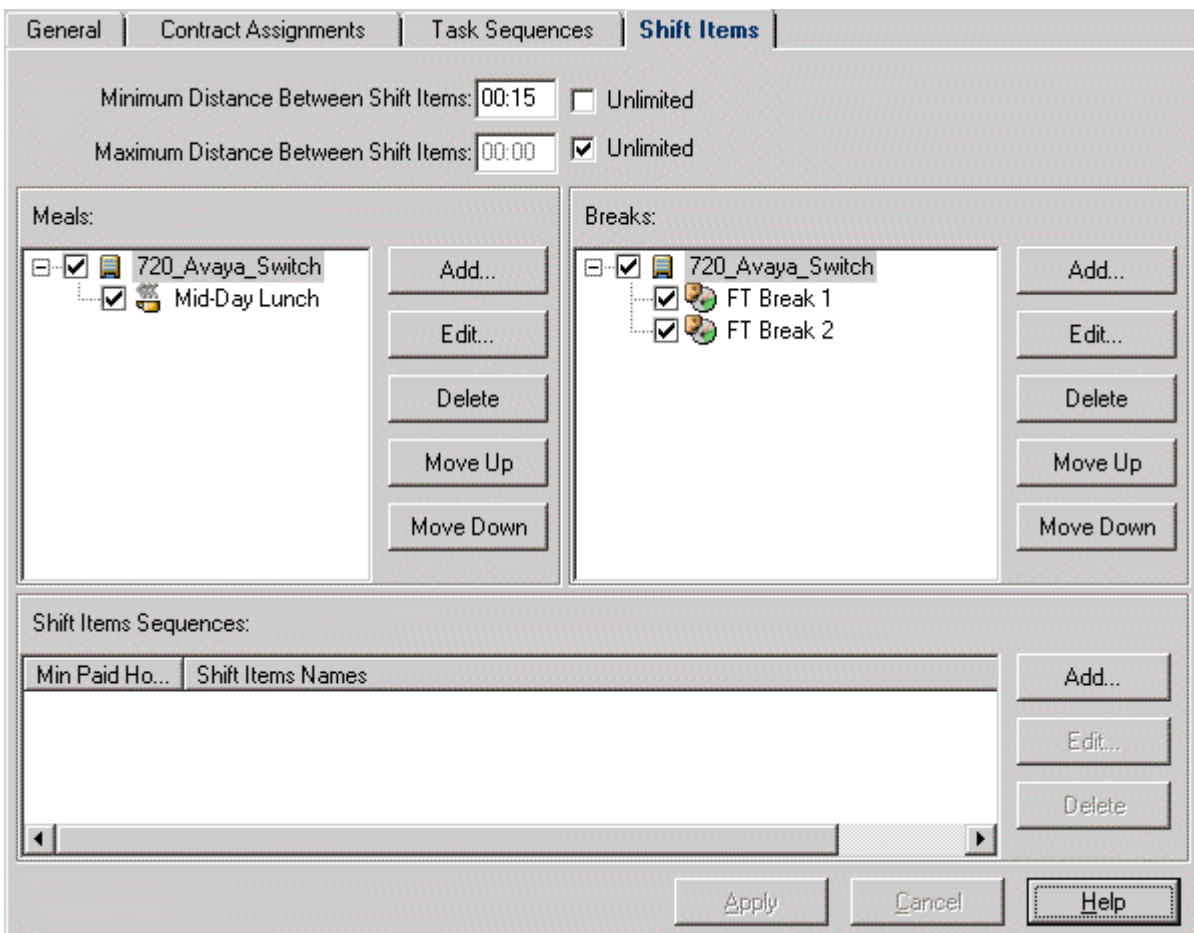 General Contract Assignments Task Sequences Shift Items
Minimum Distance Between Shift Items: 00:15 Unlimited
Maximum Distance Between Shift Items: 00:00 Unlimited
Meals:
720_Avaya_Switch
Mid-Day Lunch
Add...
Edit...
Delete
Move Up
Move Down
Breaks:
720_Avaya_Switch
FT Break 1
FT Break 2
Add...
Edit...
Delete
Move Up
Move Down
Shift Items Sequences:
Min Paid Ho... Shift Items Names
Add...
Edit...
Delete
Apply Cancel Help